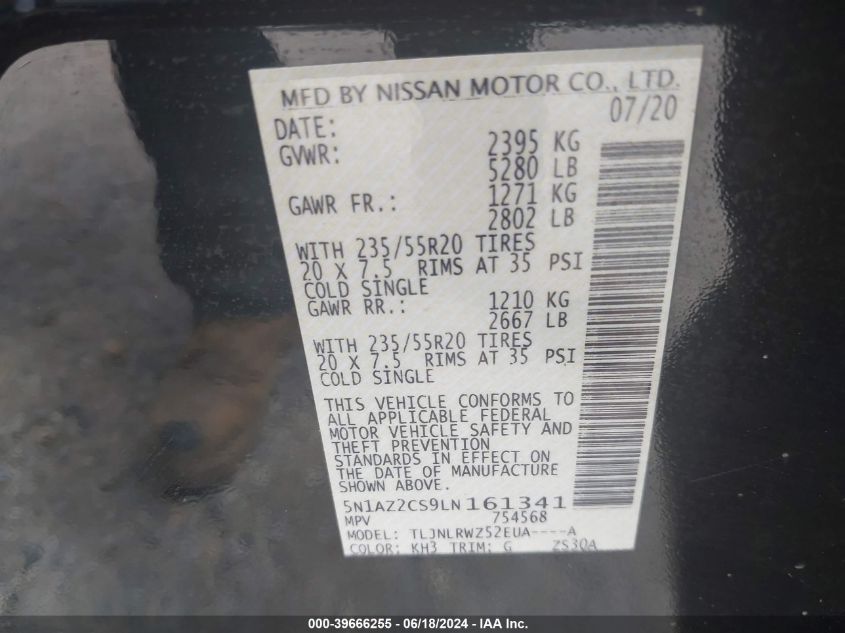 MFD BY NISSAN MOTOR CO., LTD.
DATE: 07/20
GVWR: 2395 KG
5280 LB
GAWR FR.: 1271 KG
2802 LB
WITH 235/55R20 TIRES
20 X 7.5 RIMS AT 35 PSI
COLD SINGLE
GAWR RR.: 1210 KG
2667 LB
WITH 235/55R20 TIRES
20 X 7.5 RIMS AT 35 PSI
COLD SINGLE
THIS VEHICLE CONFORMS TO
ALL APPLICABLE FEDERAL
MOTOR VEHICLE SAFETY AND
THEFT PREVENTION
STANDARDS IN EFFECT ON
THE DATE OF MANUFACTURE
SHOWN ABOVE.
5N1AZ2CS9LN161341
MPV 754568
MODEL: TLJNLRWZ52EUA----A
COLOR: KH3 TRIM: G ZS30A
000-39666255 - 06/18/2024 - IAA Inc.